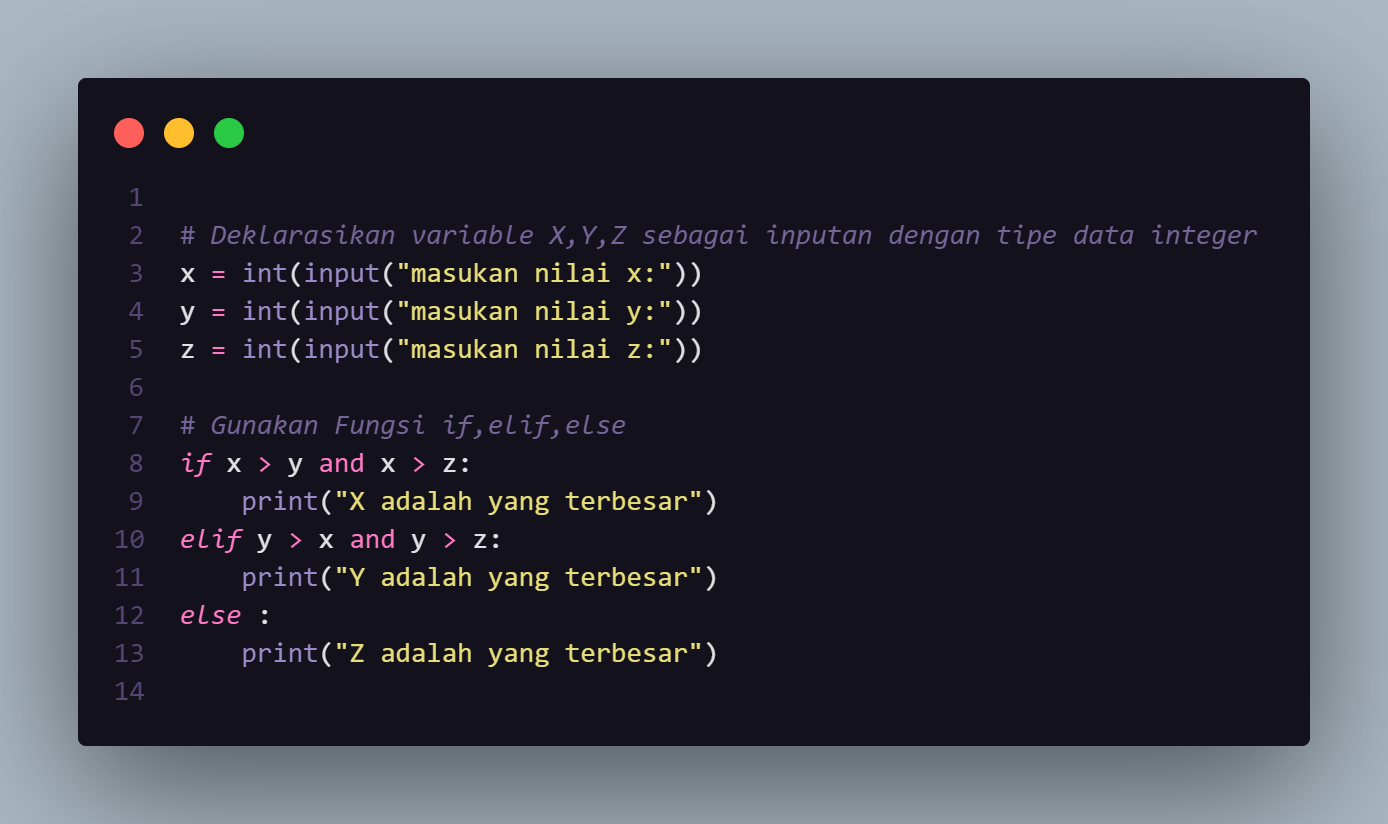 1
2 # Deklarasikan variable X,Y,Z sebagai inputan dengan tipe data integer
3 x = int(input("masukan nilai x:"))
4 y = int(input("masukan nilai y:"))
5 z = int(input("masukan nilai z:"))
6
7 # Gunakan Fungsi if,elif,else
8 if x > y and x > z:
9     print("X adalah yang terbesar")
10 elif y > x and y > z:
11     print("Y adalah yang terbesar")
12 else :
13     print("Z adalah yang terbesar")
14